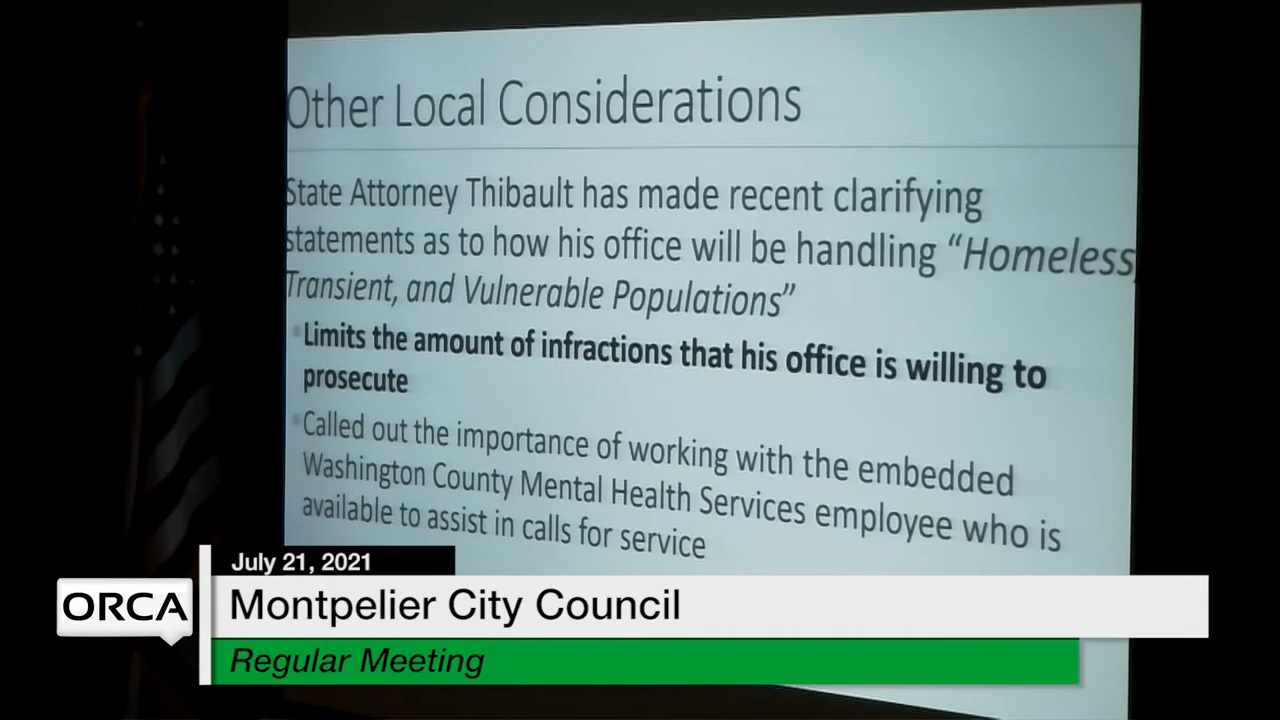 Other Local Considerations
State Attorney Thibault has made recent clarifying
statements as to how his office will be handling “Homeless,
Transient, and Vulnerable Populations”
Limits the amount of infractions that his office is willing to
prosecute
Called out the importance of working with the embedded
Washington County Mental Health Services employee who is
available to assist in calls for service
July 21, 2021
ORCA
Montpelier City Council
Regular Meeting